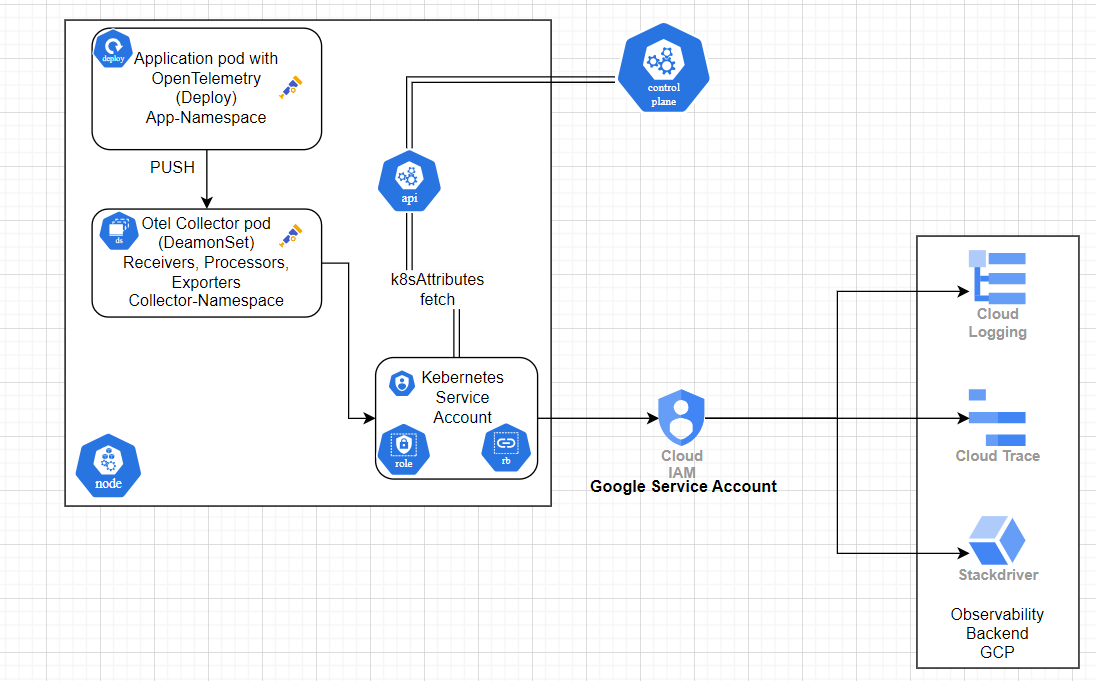 deploy
Application pod with
OpenTelemetry
(Deploy)
App-Namespace
control
plane
PUSH
api
ds
Otel Collector pod
(DeamonSet)
Receivers, Processors,
Exporters
Collector-Namespace
k8sAttributes
fetch
Kebernetes
Service
Account
role
rb
node
Cloud
IAM
Google Service Account
Cloud
Logging
Cloud Trace
Stackdriver
Observability
Backend
GCP